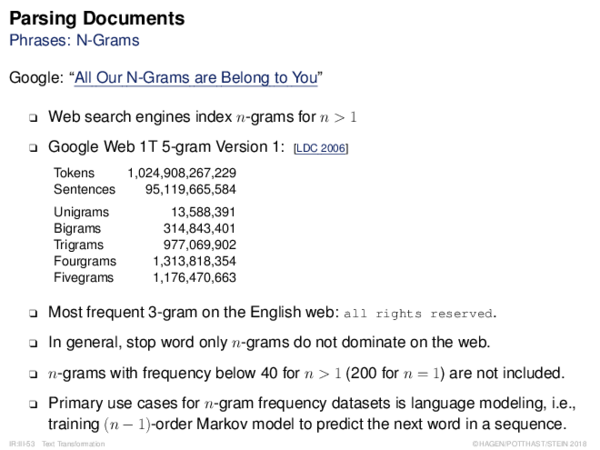 Parsing Documents
Phrases: N-Grams
Google: “All Our N-Grams are Belong to You”
❑ Web search engines index n-grams for n > 1
❑ Google Web 1T 5-gram Version 1: [LDC 2006]
Tokens 1,024,908,267,229
Sentences 95,119,665,584
Unigrams 13,588,391
Bigrams 314,843,401
Trigrams 977,069,902
Fourgrams 1,313,818,354
Fivegrams 1,176,470,663
❑ Most frequent 3-gram on the English web: all rights reserved.
❑ In general, stop word only n-grams do not dominate on the web.
❑ n-grams with frequency below 40 for n > 1 (200 for n = 1) are not included.
❑ Primary use cases for n-gram frequency datasets is language modeling, i.e.,
training (n − 1)-order Markov model to predict the next word in a sequence.
IR:III-53 Text Transformation ©HAGEN/POTTHAST/STEIN 2018